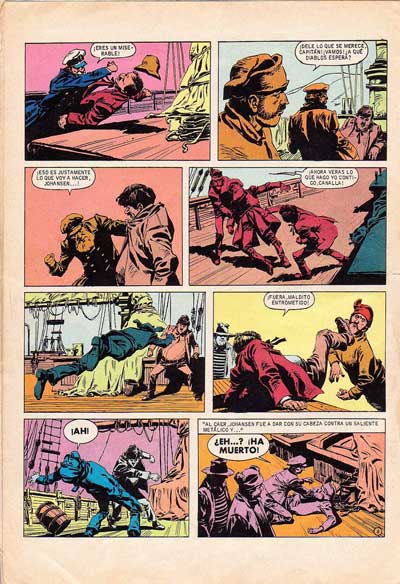 ¡ERES UN MISE-
RABLE!
¡DELE LO QUE SE MERECE,
CAPITÁN! ¡VAMOS! ¿A QUÉ
DIABLOS ESPERA?
¡ESO ES JUSTAMENTE
LO QUE VOY A HACER,
JOHANSEN...!
¡AHORA VERAS LO
QUE HAGO YO CONTI-
GO, CANALLA!
¡FUERA, MALDITO
ENTROMETIDO!
¡AH!
"AL CAER, JOHANSEN FUE A DAR CON SU CABEZA CONTRA UN SALIENTE
METÁLICO Y..."
¿EH...? ¡HA
MUERTO!